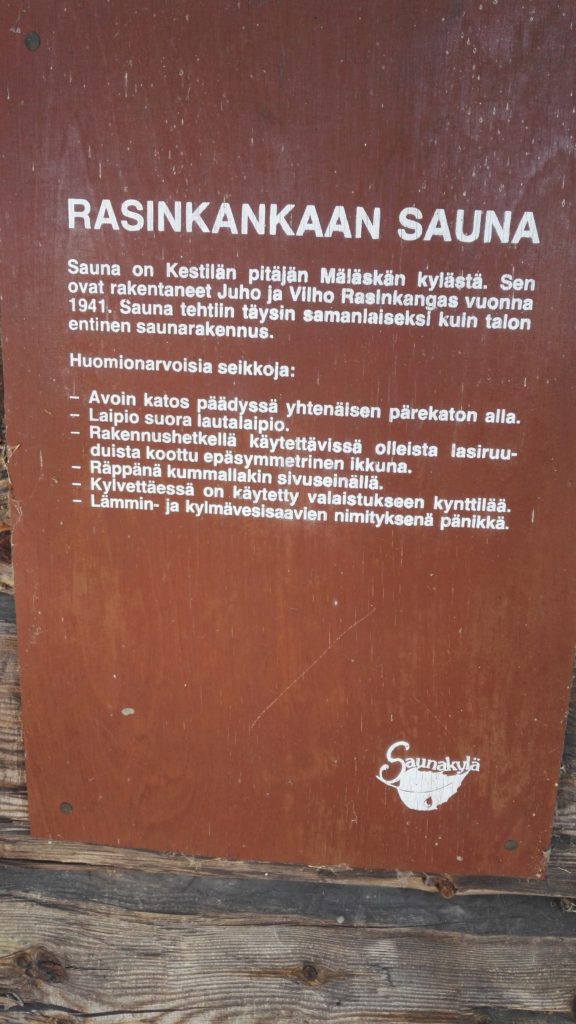 RASINKANKAAN SAUNA
Sauna on Kestilän pitäjän Mäläskän kylästä. Sen
ovat rakentaneet Juho ja Vilho Rasinkangas vuonna
1941. Sauna tehtiin täysin samanlaiseksi kuin talon
entinen saunarakennus.
Huomionarvoisia seikkoja:
– Avoin katos päädyssä yhtenäisen pärekaton alla.
– Laipio suora lautalaipio.
– Rakennushetkellä käytettävissä olleista lasiruu-
duista koottu epäsymmetrinen ikkuna.
– Räppänä kummallakin sivuseinällä.
– Kylvettäessä on käytetty valaistukseen kynttilää.
– Lämmin- ja kylmävesisaavien nimityksenä pänikkä.
Saunakylä